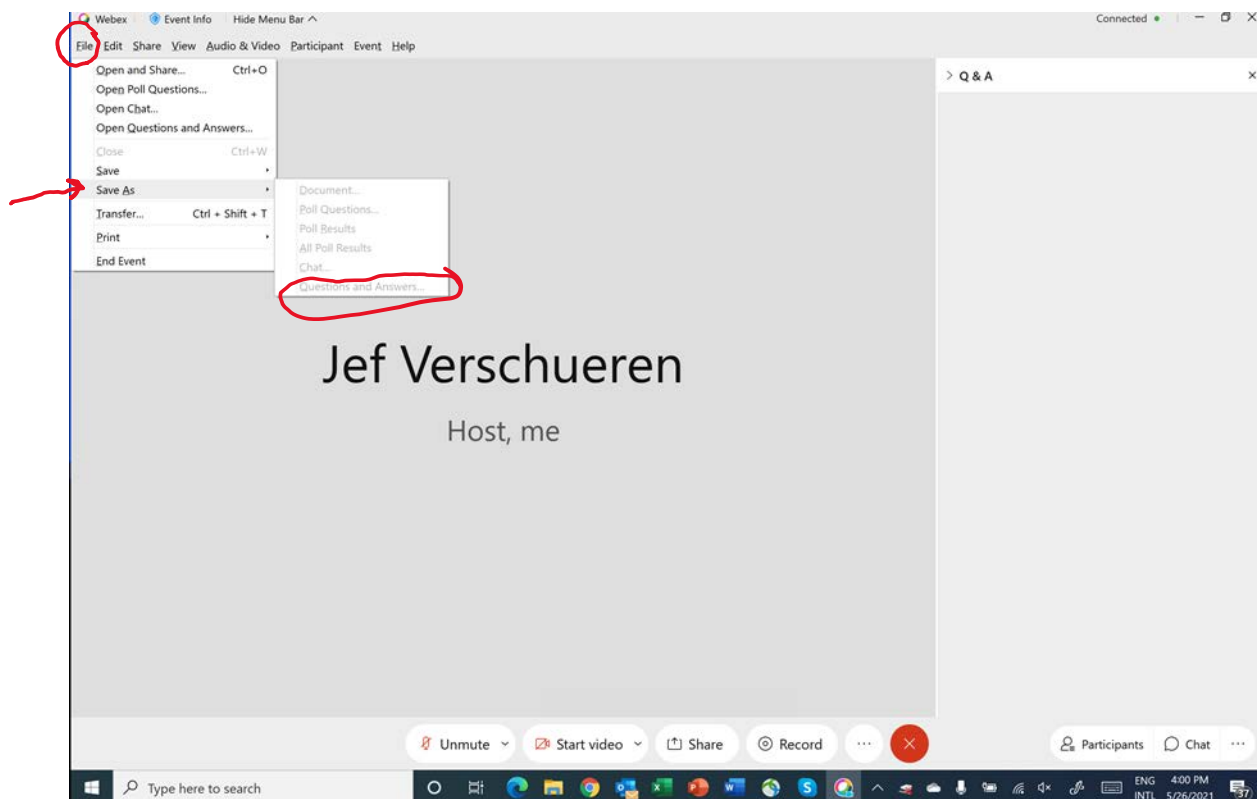 Webex Event Info Hide Menu Bar Connected
File Edit Share View Audio & Video Participant Event Help
Open and Share... Ctrl+O
Open Poll Questions...
Open Chat...
Open Questions and Answers...
Close Ctrl+W
Save
Save As
Transfer... Ctrl + Shift + T
Print
End Event
Document...
Poll Questions...
Poll Results
All Poll Results
Chat...
Questions and Answers...
Q & A
Jef Verschueren
Host, me
Unmute Start video Share Record Participants Chat
Type here to search
ENG
INTL
4:00 PM
5/26/2021
37